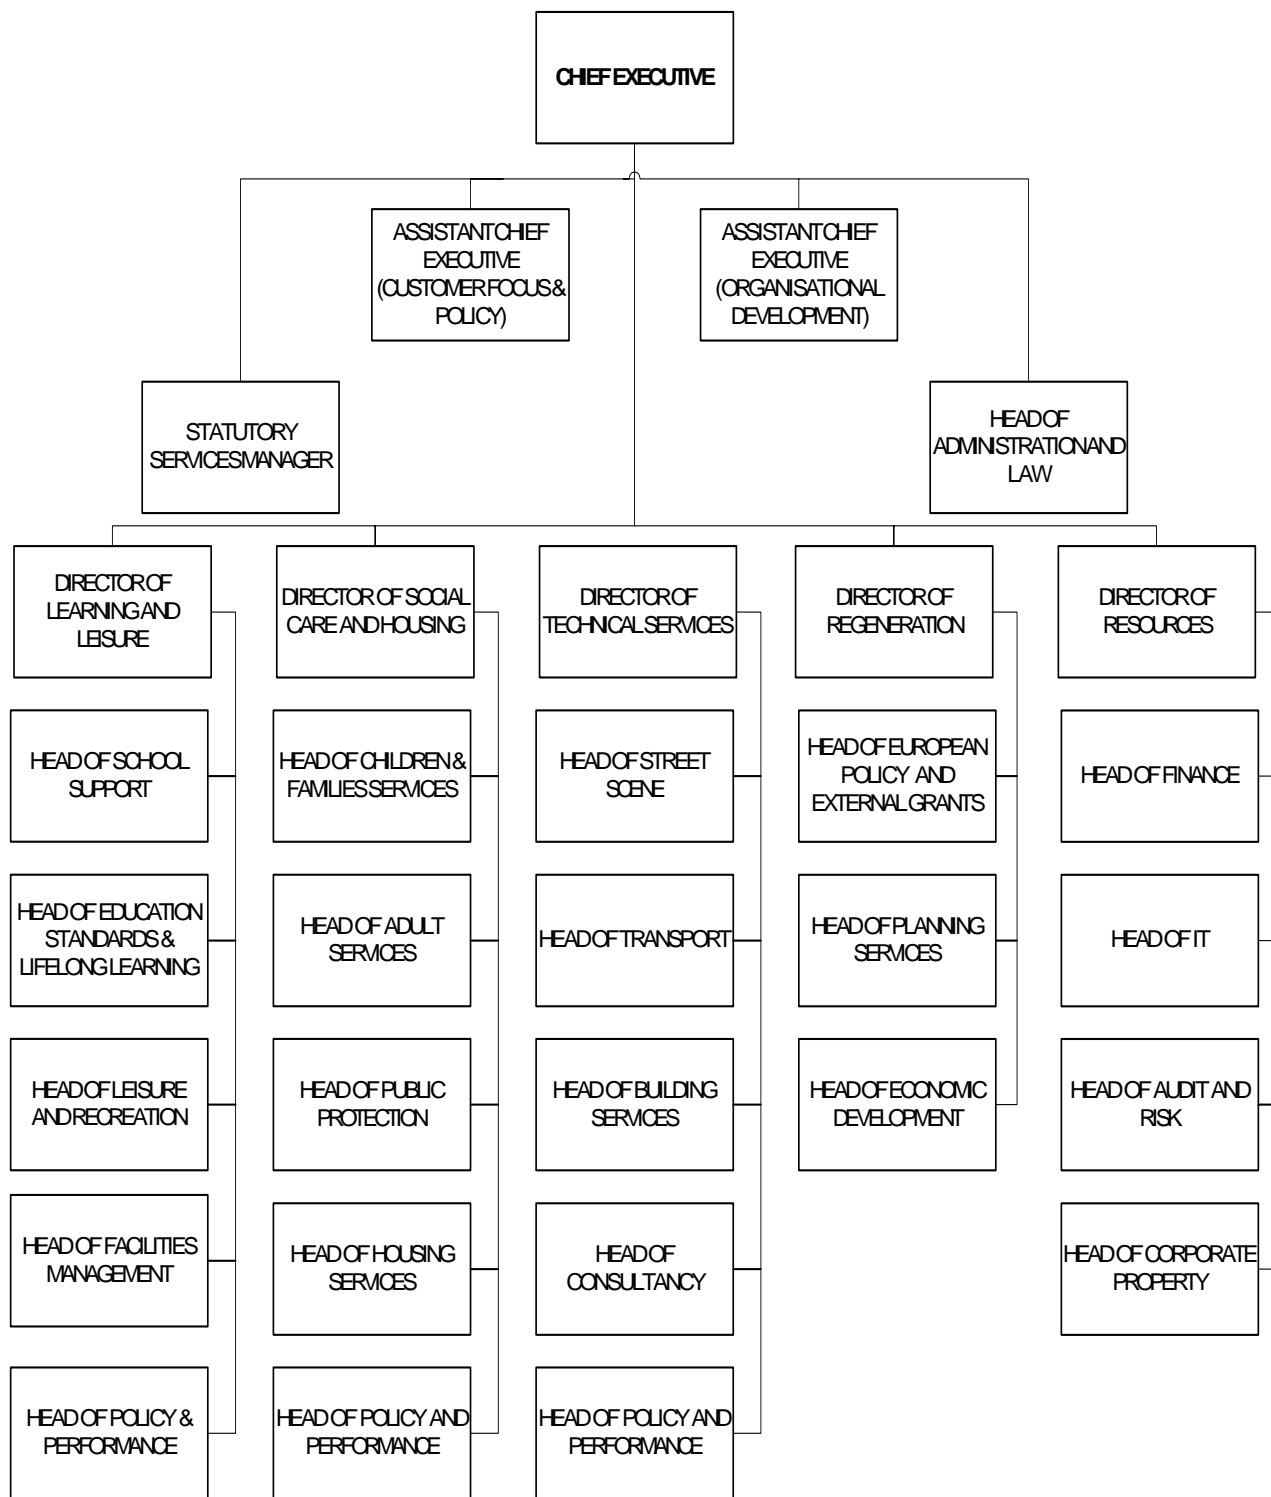 CHIEF EXECUTIVE
ASSISTANT CHIEF
EXECUTIVE
(CUSTOMER FOCUS &
POLICY)
ASSISTANT CHIEF
EXECUTIVE
(ORGANISATIONAL
DEVELOPMENT)
STATUTORY
SERVICES MANAGER
HEAD OF
ADMINISTRATION AND
LAW
DIRECTOR OF
LEARNING AND
LEISURE
DIRECTOR OF SOCIAL
CARE AND HOUSING
DIRECTOR OF
TECHNICAL SERVICES
DIRECTOR OF
REGENERATION
DIRECTOR OF
RESOURCES
HEAD OF SCHOOL
SUPPORT
HEAD OF CHILDREN &
FAMILIES SERVICES
HEAD OF STREET
SCENE
HEAD OF EUROPEAN
POLICY AND
EXTERNAL GRANTS
HEAD OF FINANCE
HEAD OF EDUCATION
STANDARDS &
LIFELONG LEARNING
HEAD OF ADULT
SERVICES
HEAD OF TRANSPORT
HEAD OF PLANNING
SERVICES
HEAD OF IT
HEAD OF LEISURE
AND RECREATION
HEAD OF PUBLIC
PROTECTION
HEAD OF BUILDING
SERVICES
HEAD OF ECONOMIC
DEVELOPMENT
HEAD OF AUDIT AND
RISK
HEAD OF FACILITIES
MANAGEMENT
HEAD OF HOUSING
SERVICES
HEAD OF
CONSULTANCY
HEAD OF CORPORATE
PROPERTY
HEAD OF POLICY &
PERFORMANCE
HEAD OF POLICY AND
PERFORMANCE
HEAD OF POLICY AND
PERFORMANCE